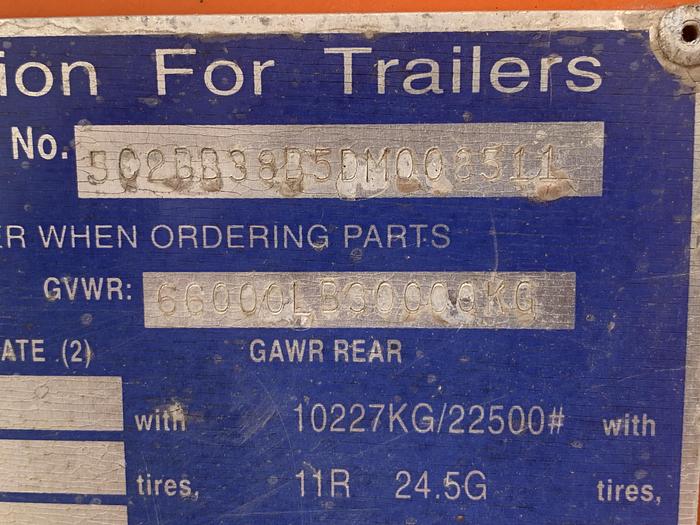 ion For Trailers
No. 5C2BB38B5DM008511
ER WHEN ORDERING PARTS
GVWR: 66000LB30000KG
ATE (2) GAWR REAR
with 10227KG/22500# with
tires, 11R 24.5G tires,